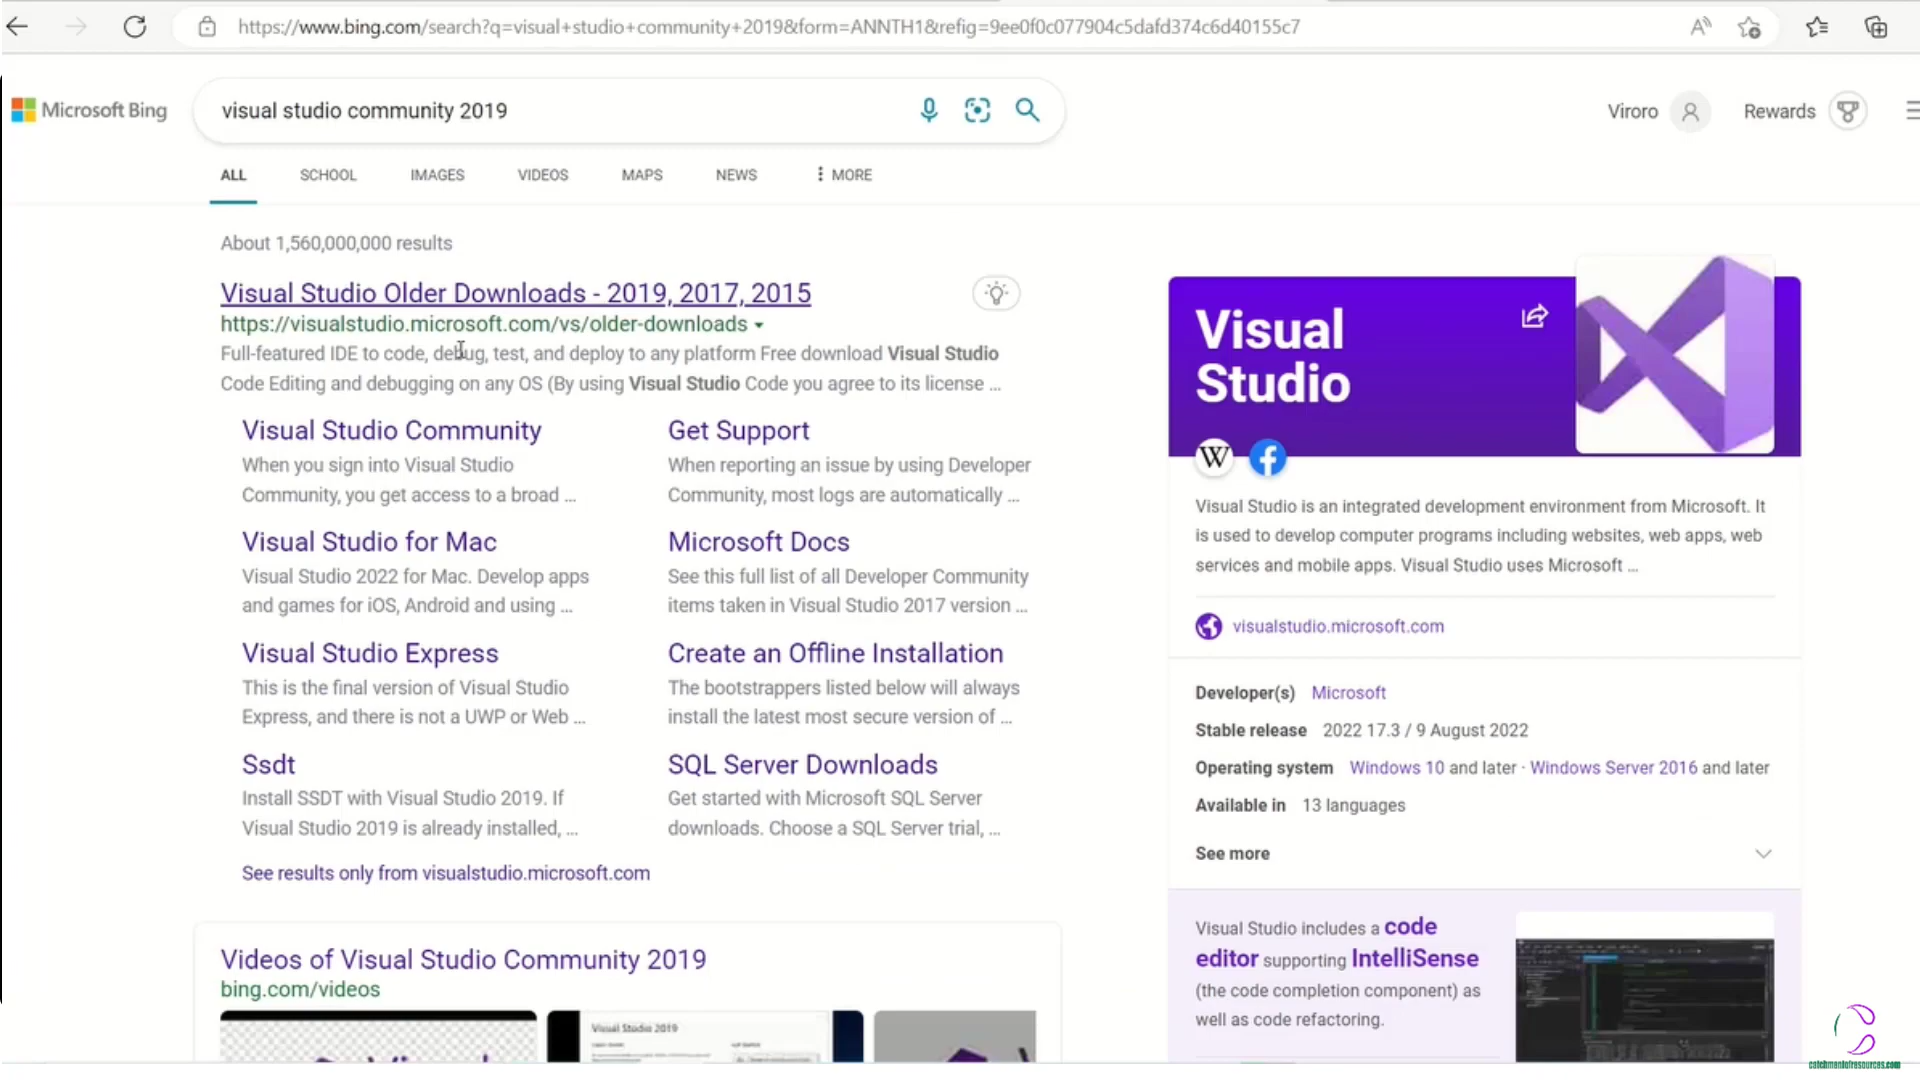 https://www.bing.com/search?q=visual+studio+community+2019&form=ANNTH1&refig=9ee0f0c077904c5dafd374c6d40155c7
Microsoft Bing
visual studio community 2019
Viroro
Rewards
ALL
SCHOOL
IMAGES
VIDEOS
MAPS
NEWS
MORE
About 1,560,000,000 results
Visual Studio Older Downloads - 2019, 2017, 2015
https://visualstudio.microsoft.com/vs/older-downloads
Full-featured IDE to code, debug, test, and deploy to any platform Free download Visual Studio
Code Editing and debugging on any OS (By using Visual Studio Code you agree to its license ...
Visual Studio Community
When you sign into Visual Studio
Community, you get access to a broad ...
Get Support
When reporting an issue by using Developer
Community, most logs are automatically ...
Visual Studio for Mac
Visual Studio 2022 for Mac. Develop apps
and games for iOS, Android and using ...
Microsoft Docs
See this full list of all Developer Community
items taken in Visual Studio 2017 version ...
Visual Studio Express
This is the final version of Visual Studio
Express, and there is not a UWP or Web ...
Create an Offline Installation
The bootstrappers listed below will always
install the latest most secure version of ...
Ssdt
Install SSDT with Visual Studio 2019. If
Visual Studio 2019 is already installed, ...
SQL Server Downloads
Get started with Microsoft SQL Server
downloads. Choose a SQL Server trial, ...
See results only from visualstudio.microsoft.com
Videos of Visual Studio Community 2019
bing.com/videos
Visual Studio 2019
Visual
Studio
W
Visual Studio is an integrated development environment from Microsoft. It
is used to develop computer programs including websites, web apps, web
services and mobile apps. Visual Studio uses Microsoft ...
visualstudio.microsoft.com
Developer(s) Microsoft
Stable release 2022 17.3 / 9 August 2022
Operating system Windows 10 and later · Windows Server 2016 and later
Available in 13 languages
See more
Visual Studio includes a code
editor supporting IntelliSense
(the code completion component) as
well as code refactoring.
catchmentofresources.com